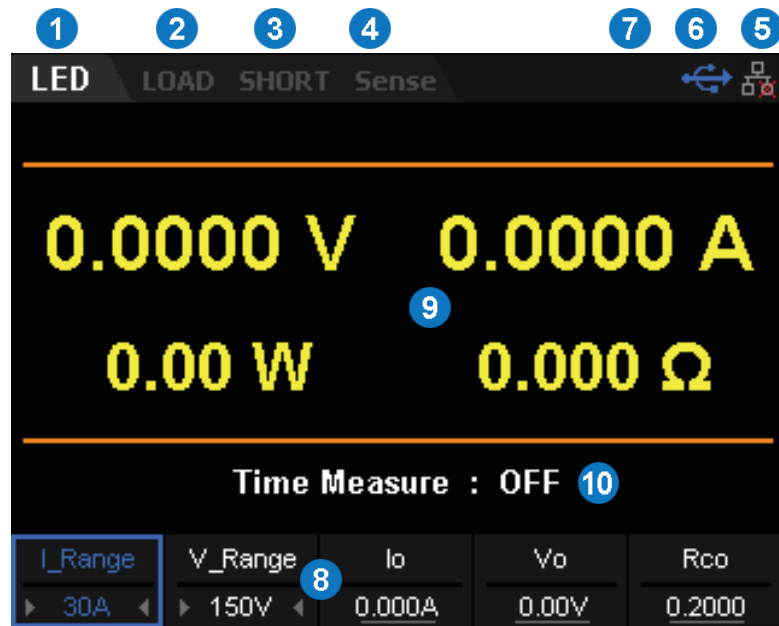 1 2 3 4 7 6 5
LED LOAD SHORT Sense
0.0000 V 0.0000 A
9
0.00 W 0.000 Ω
Time Measure : OFF 10
I_Range V_Range Io Vo Rco
8
30A 150V 0.000A 0.00V 0.2000